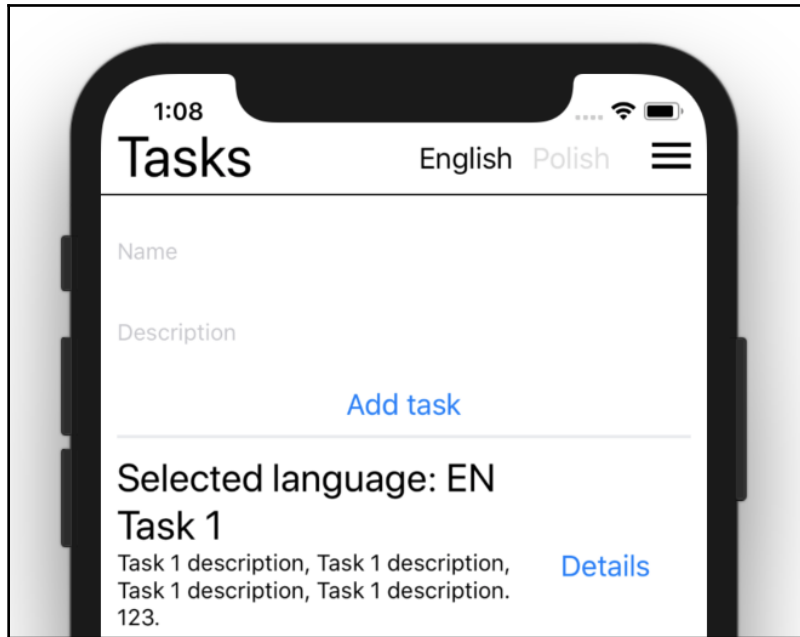 1:08
Tasks English Polish
Name
Description
Add task
Selected language: EN
Task 1
Task 1 description, Task 1 description,
Task 1 description, Task 1 description.
123.
Details